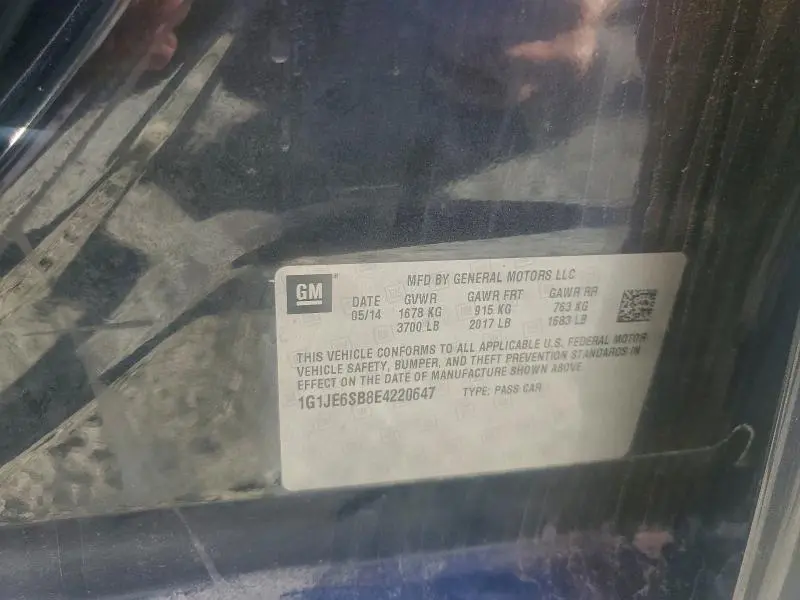 GM
MFD BY GENERAL MOTORS LLC
DATE GVWR GAWR FRT GAWR RR
05/14 1678 KG 915 KG 763 KG
3700 LB 2017 LB 1683 LB
THIS VEHICLE CONFORMS TO ALL APPLICABLE U.S. FEDERAL MOTOR
VEHICLE SAFETY, BUMPER, AND THEFT PREVENTION STANDARDS IN
EFFECT ON THE DATE OF MANUFACTURE SHOWN ABOVE
1G1JE6SB8E4220647 TYPE: PASS CAR